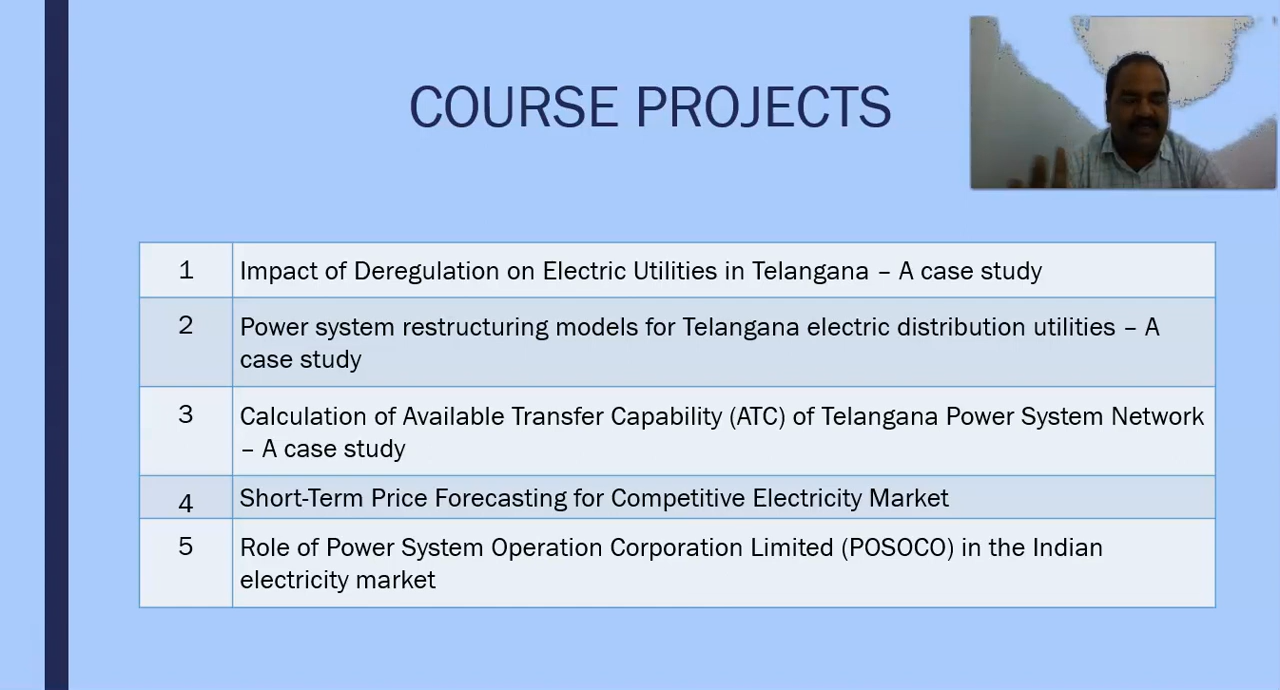 COURSE PROJECTS
1 Impact of Deregulation on Electric Utilities in Telangana – A case study
2 Power system restructuring models for Telangana electric distribution utilities – A
case study
3 Calculation of Available Transfer Capability (ATC) of Telangana Power System Network
– A case study
4 Short-Term Price Forecasting for Competitive Electricity Market
5 Role of Power System Operation Corporation Limited (POSOCO) in the Indian
electricity market